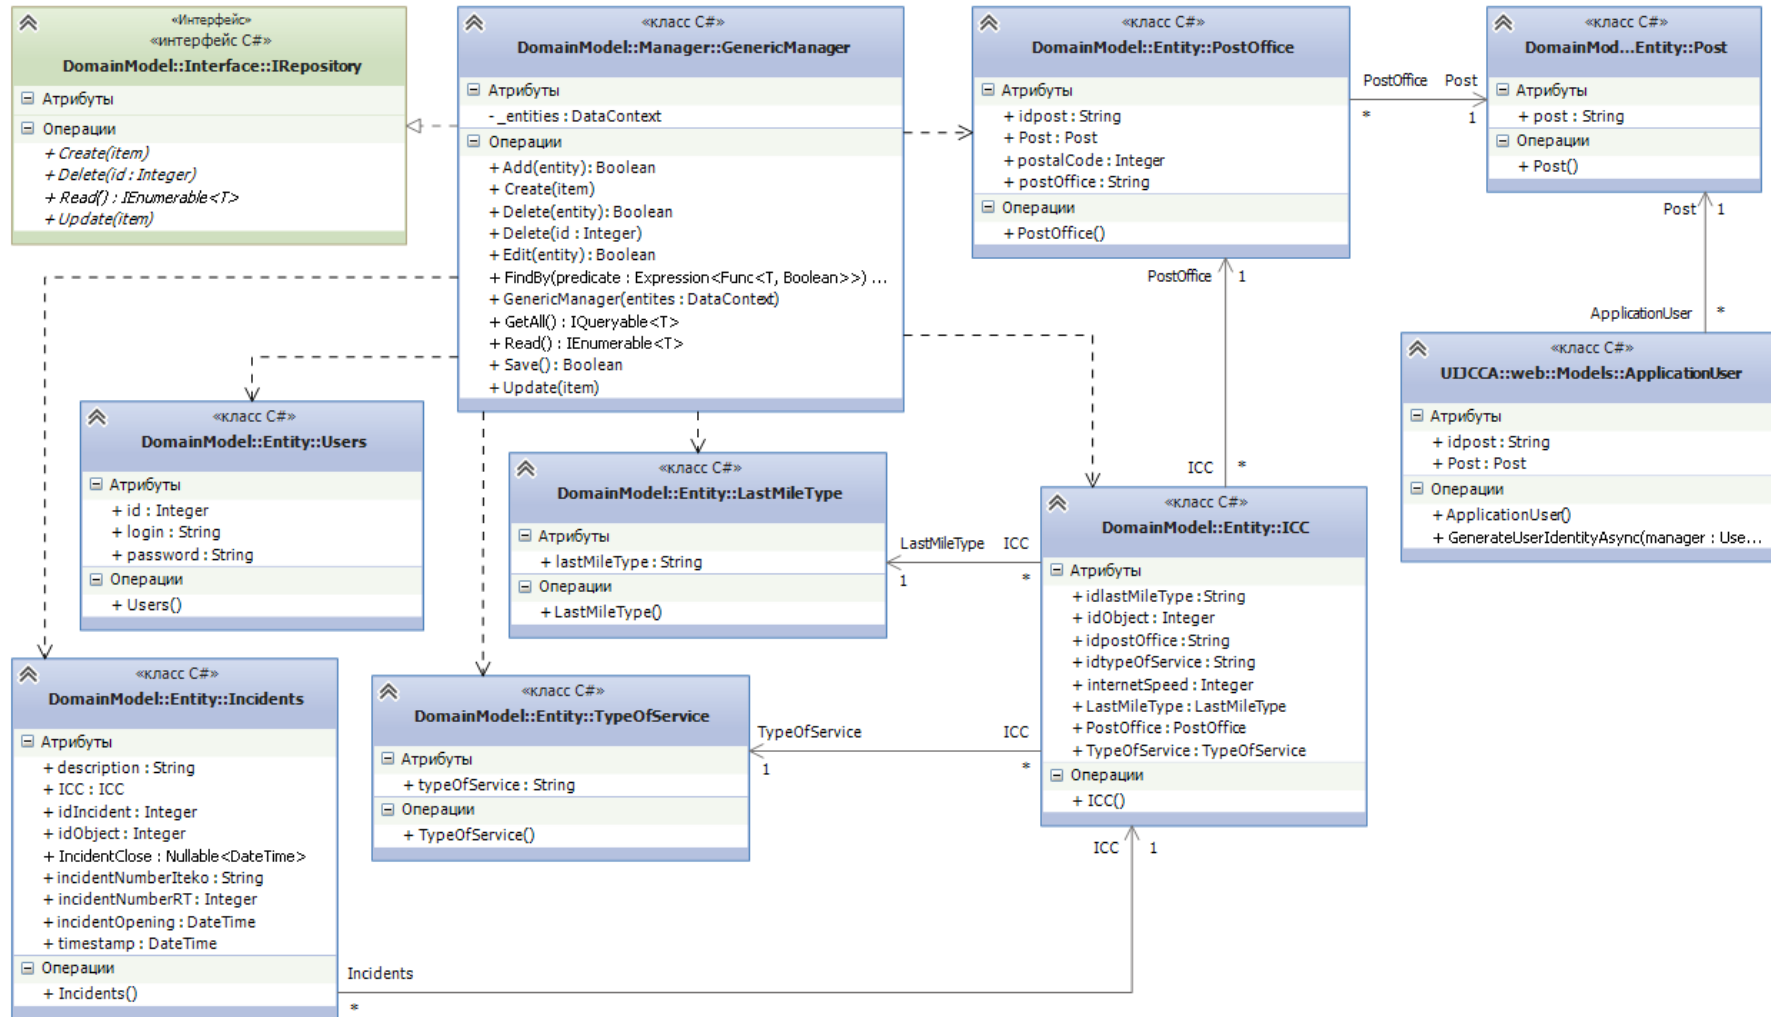 «Интерфейс»
«интерфейс C#»
DomainModel::Interface::IRepository
Атрибуты
Операции
+ Create(item)
+ Delete(id : Integer)
+ Read() : IEnumerable<T>
+ Update(item)
«класс C#»
DomainModel::Manager::GenericManager
Атрибуты
- _entities : DataContext
Операции
+ Add(entity) : Boolean
+ Create(item)
+ Delete(entity) : Boolean
+ Delete(id : Integer)
+ Edit(entity) : Boolean
+ FindBy(predicate : Expression<Func<T, Boolean>>) ...
+ GenericManager(entites : DataContext)
+ GetAll() : IQueryable<T>
+ Read() : IEnumerable<T>
+ Save() : Boolean
+ Update(item)
«класс C#»
DomainModel::Entity::PostOffice
Атрибуты
+ idpost : String
+ Post : Post
+ postalCode : Integer
+ postOffice : String
Операции
+ PostOffice()
PostOffice Post
* 1
«класс C#»
DomainMod...Entity::Post
Атрибуты
+ post : String
Операции
+ Post()
Post 1
ApplicationUser *
«класс C#»
UIJCCA::web::Models::ApplicationUser
Атрибуты
+ idpost : String
+ Post : Post
Операции
+ ApplicationUser()
+ GenerateUserIdentityAsync(manager : Use...
PostOffice 1
ICC *
«класс C#»
DomainModel::Entity::Users
Атрибуты
+ id : Integer
+ login : String
+ password : String
Операции
+ Users()
«класс C#»
DomainModel::Entity::LastMileType
Атрибуты
+ lastMileType : String
Операции
+ LastMileType()
LastMileType ICC
1 *
«класс C#»
DomainModel::Entity::ICC
Атрибуты
+ idlastMileType : String
+ idObject : Integer
+ idpostOffice : String
+ idtypeOfService : String
+ internetSpeed : Integer
+ LastMileType : LastMileType
+ PostOffice : PostOffice
+ TypeOfService : TypeOfService
Операции
+ ICC()
«класс C#»
DomainModel::Entity::Incidents
Атрибуты
+ description : String
+ ICC : ICC
+ idIncident : Integer
+ idObject : Integer
+ IncidentClose : Nullable<DateTime>
+ incidentNumberIteko : String
+ incidentNumberRT : Integer
+ incidentOpening : DateTime
+ timestamp : DateTime
Операции
+ Incidents()
«класс C#»
DomainModel::Entity::TypeOfService
Атрибуты
+ typeOfService : String
Операции
+ TypeOfService()
TypeOfService ICC
1 *
ICC 1
Incidents
*